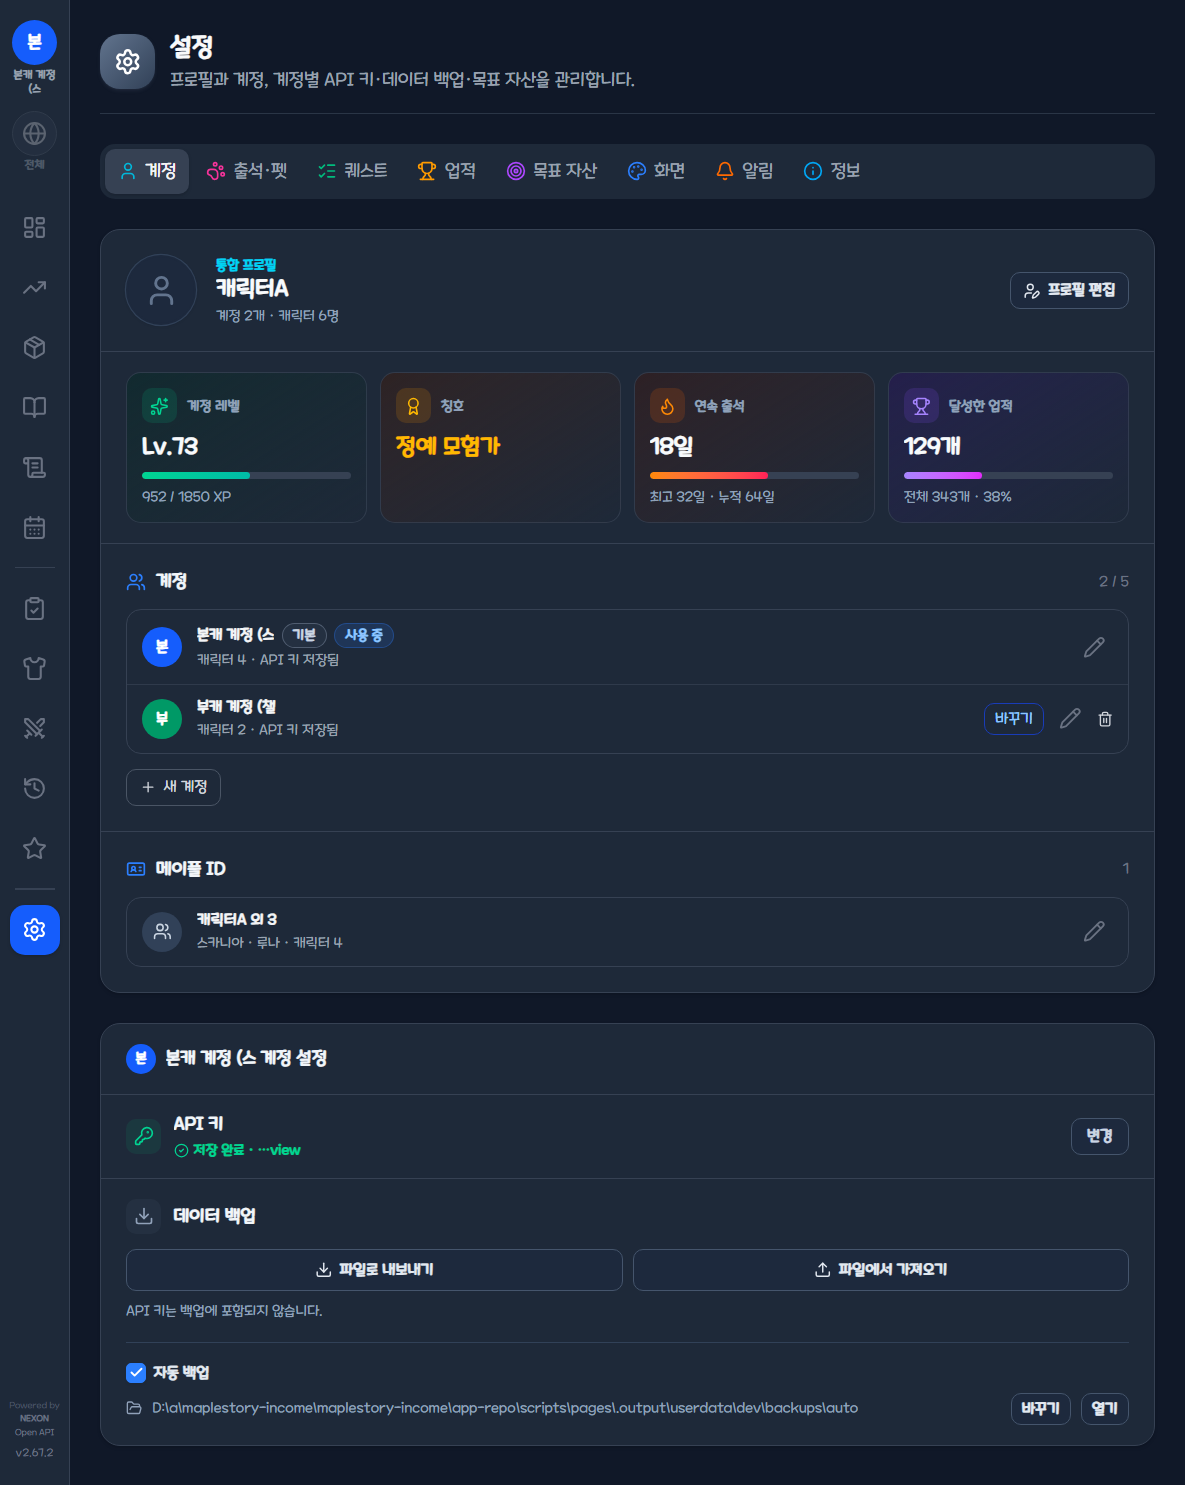 본
본캐 계정
(스
전체
설정
프로필과 계정, 계정별 API 키·데이터 백업·목표 자산을 관리합니다.
계정
출석·펫
퀘스트
업적
목표 자산
화면
알림
정보
통합 프로필
캐릭터A
계정 2개 · 캐릭터 6명
프로필 편집
계정 레벨
Lv.73
952 / 1850 XP
칭호
정예 모험가
연속 출석
18일
최고 32일 · 누적 64일
달성한 업적
129개
전체 343개 · 38%
계정
2 / 5
본
본캐 계정 (스
기본
사용 중
캐릭터 4 · API 키 저장됨
부
부캐 계정 (챌
캐릭터 2 · API 키 저장됨
바꾸기
새 계정
메이플 ID
1
캐릭터A 외 3
스카니아 · 루나 · 캐릭터 4
본
본캐 계정 (스 계정 설정
API 키
저장 완료 · ···view
변경
데이터 백업
파일로 내보내기
파일에서 가져오기
API 키는 백업에 포함되지 않습니다.
자동 백업
D:\a\maplestory-income\maplestory-income\app-repo\scripts\pages\.output\userdata\dev\backups\auto
바꾸기
열기
Powered by
NEXON
Open API
v2.67.2